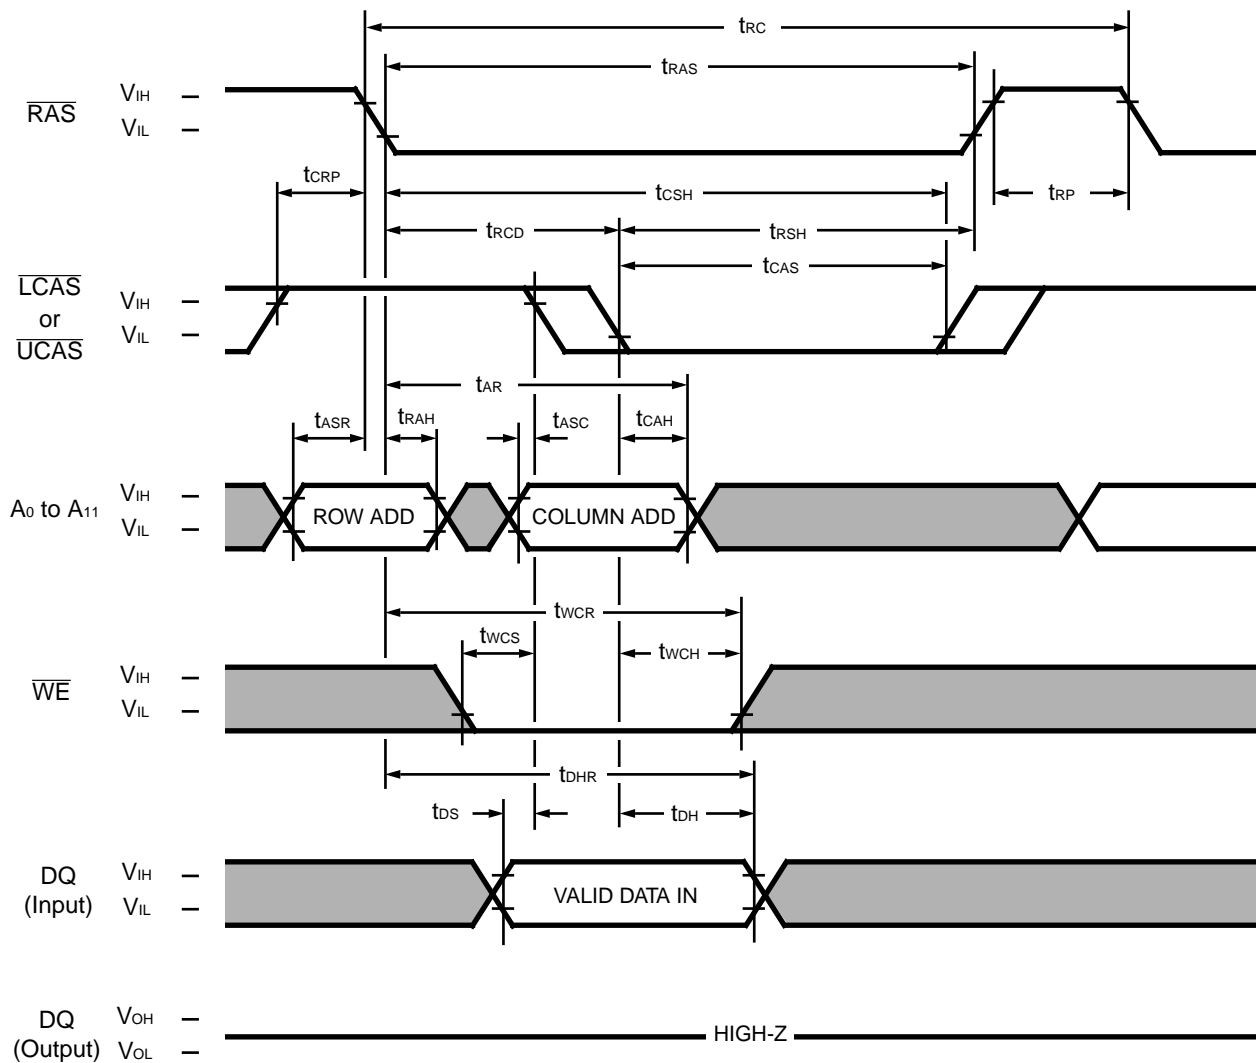 tRC
tRAS
RAS
VIH
VIL
tCRP
tCSH
tRP
tRCD
tRSH
tCAS
LCAS
or
UCAS
VIH
VIL
tAR
tASR
tRAH
tASC
tCAH
A0 to A11
VIH
VIL
ROW ADD
COLUMN ADD
tWCR
tWCS
tWCH
WE
VIH
VIL
tDHR
tDS
tDH
DQ
(Input)
VIH
VIL
VALID DATA IN
DQ
(Output)
VOH
VOL
HIGH-Z